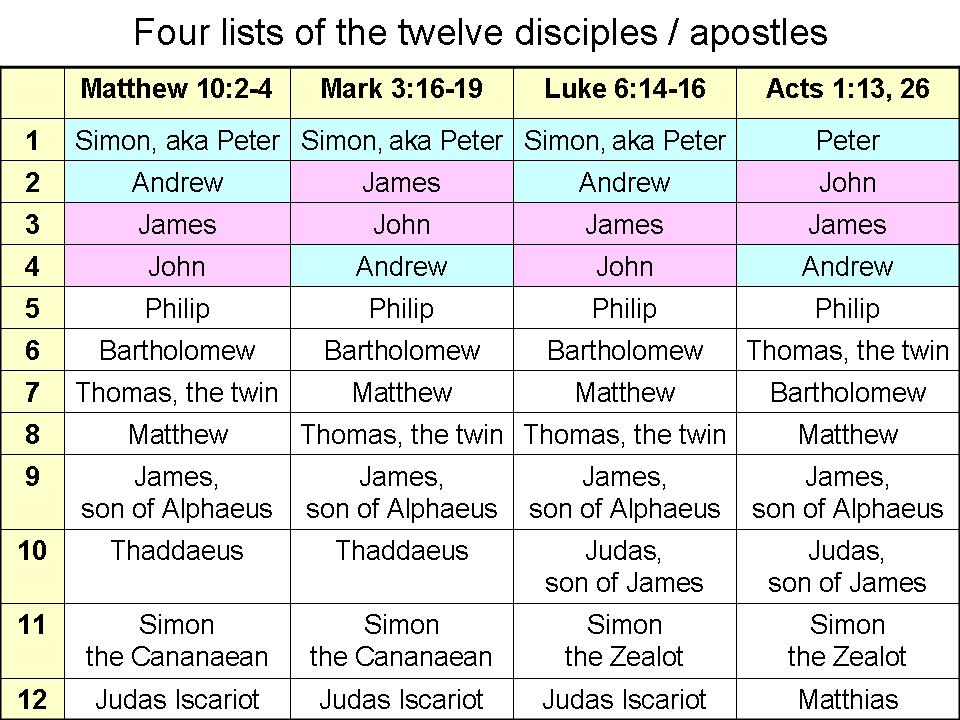 Four lists of the twelve disciples / apostles
Matthew 10:2-4 Mark 3:16-19 Luke 6:14-16 Acts 1:13, 26
1 Simon, aka Peter Simon, aka Peter Simon, aka Peter Peter
2 Andrew James Andrew John
3 James John James James
4 John Andrew John Andrew
5 Philip Philip Philip Philip
6 Bartholomew Bartholomew Bartholomew Thomas, the twin
7 Thomas, the twin Matthew Matthew Bartholomew
8 Matthew Thomas, the twin Thomas, the twin Matthew
9 James, James, James, James,
son of Alphaeus son of Alphaeus son of Alphaeus son of Alphaeus
10 Thaddaeus Thaddaeus Judas, Judas,
son of James son of James
11 Simon Simon Simon Simon
the Cananaean the Cananaean the Zealot the Zealot
12 Judas Iscariot Judas Iscariot Judas Iscariot Matthias